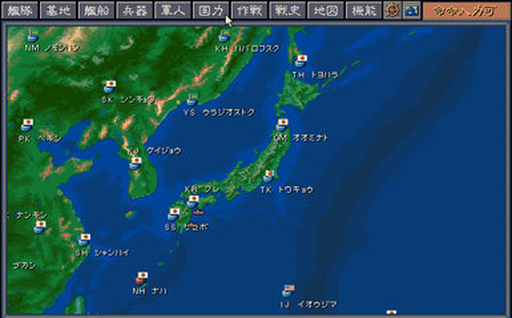 艦隊 基地 艦船 兵器 軍人 国力 作戦 戦史 地図 機能 命令入力可
NM ノモンハン
KH ハバロフスク
TH トヨハラ
SK シンキョウ
YS ウラジオストク
PK ペキン
OM オオミナト
KJ ケイジョウ
KR クレ
TK トウキョウ
ナンキン
SS サセボ
SH シャンハイ
ブカン
NH ナハ
IJ イオウジマ